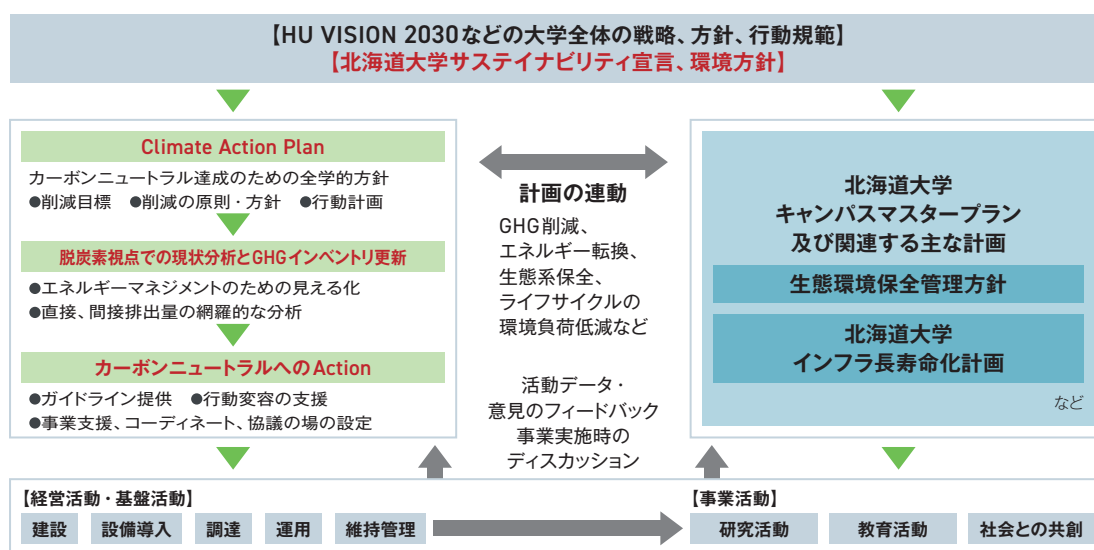 【HU VISION 2030などの大学全体の戦略、方針、行動規範】
【北海道大学サステイナビリティ宣言、環境方針】
Climate Action Plan
カーボンニュートラル達成のための全学的方針
●削減目標 ●削減の原則・方針 ●行動計画
脱炭素視点での現状分析とGHGインベントリ更新
●エネルギーマネジメントのための見える化
●直接、間接排出量の網羅的な分析
カーボンニュートラルへのAction
●ガイドライン提供 ●行動変容の支援
●事業支援、コーディネート、協議の場の設定
計画の連動
GHG削減、
エネルギー転換、
生態系保全、
ライフサイクルの
環境負荷低減など
活動データ・
意見のフィードバック
事業実施時の
ディスカッション
北海道大学
キャンパスマスタープラン
及び関連する主な計画
生態環境保全管理方針
北海道大学
インフラ長寿命化計画
など
【経営活動・基盤活動】
建設 設備導入 調達 運用 維持管理
【事業活動】
研究活動 教育活動 社会との共創